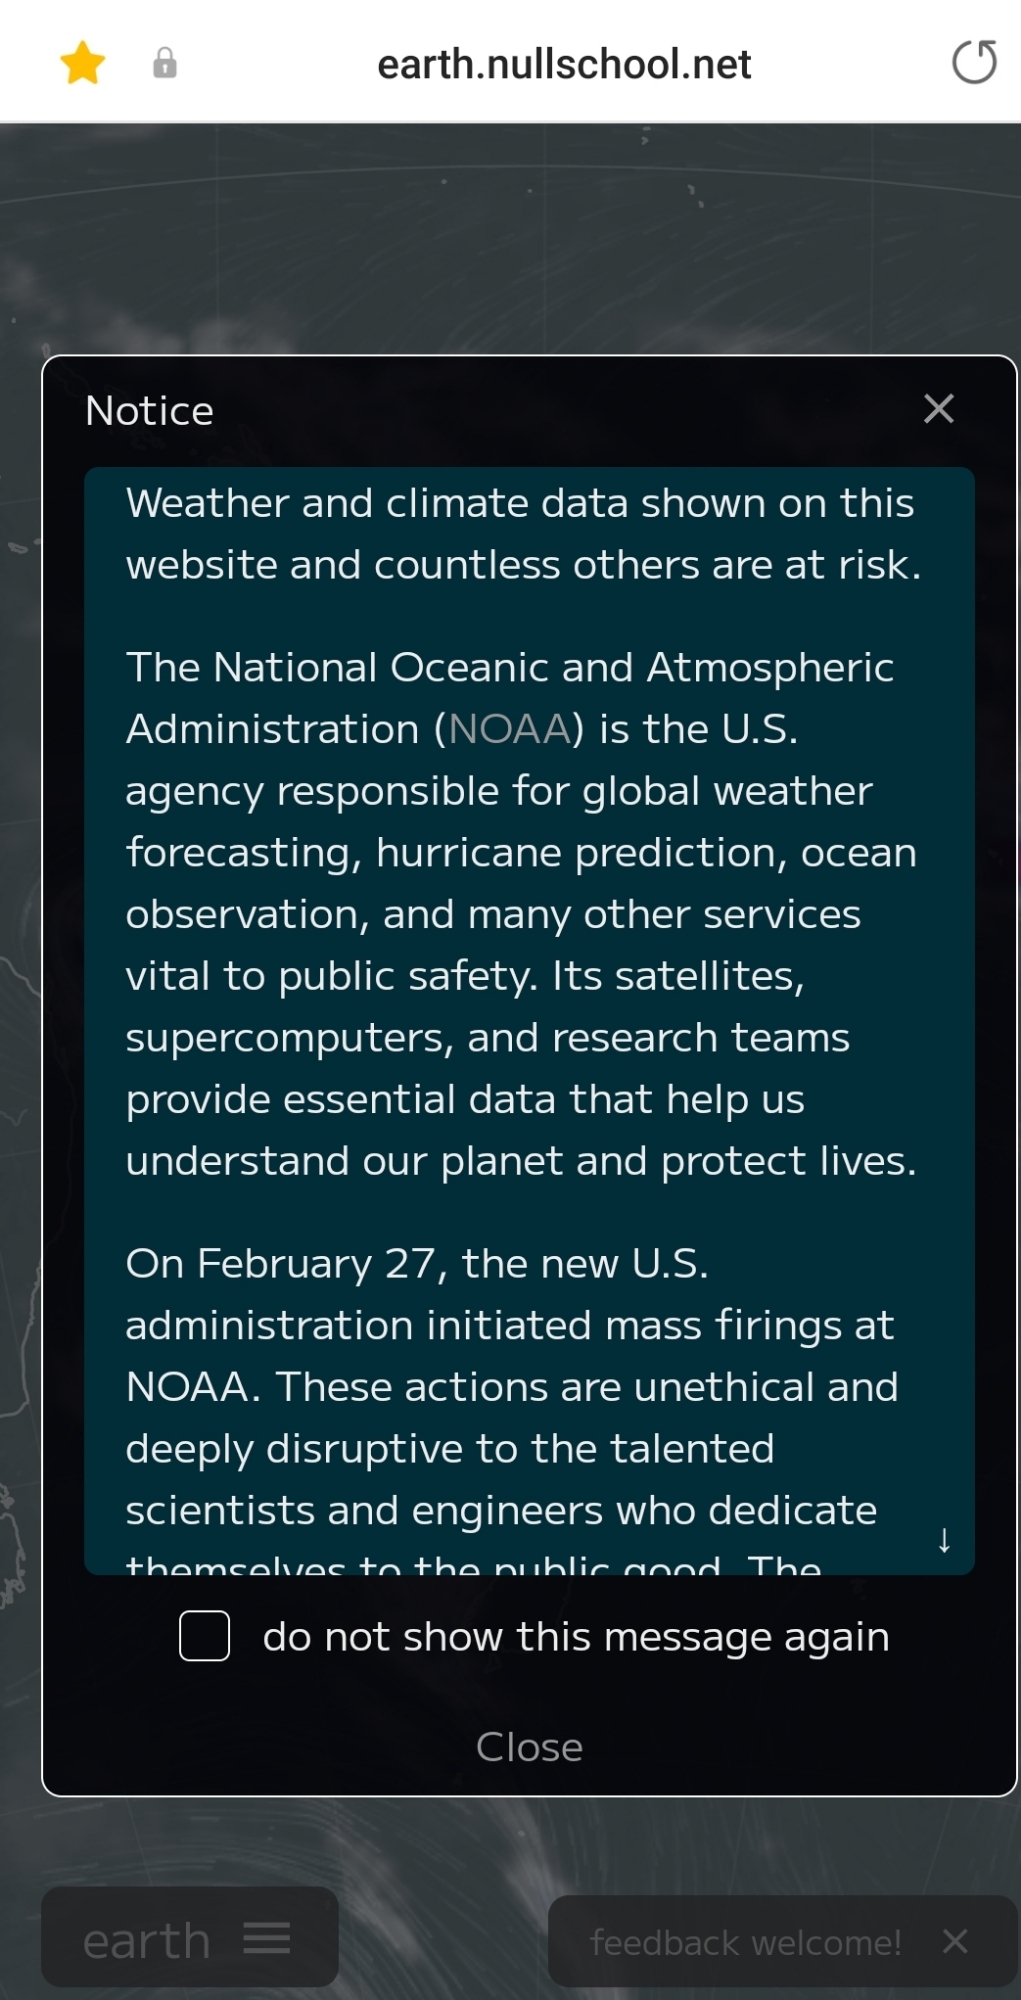 earth.nullschool.net
Notice
Weather and climate data shown on this
website and countless others are at risk.
The National Oceanic and Atmospheric
Administration (NOAA) is the U.S.
agency responsible for global weather
forecasting, hurricane prediction, ocean
observation, and many other services
vital to public safety. Its satellites,
supercomputers, and research teams
provide essential data that help us
understand our planet and protect lives.
On February 27, the new U.S.
administration initiated mass firings at
NOAA. These actions are unethical and
deeply disruptive to the talented
scientists and engineers who dedicate
themselves to the public good. The
do not show this message again
Close
earth
feedback welcome!